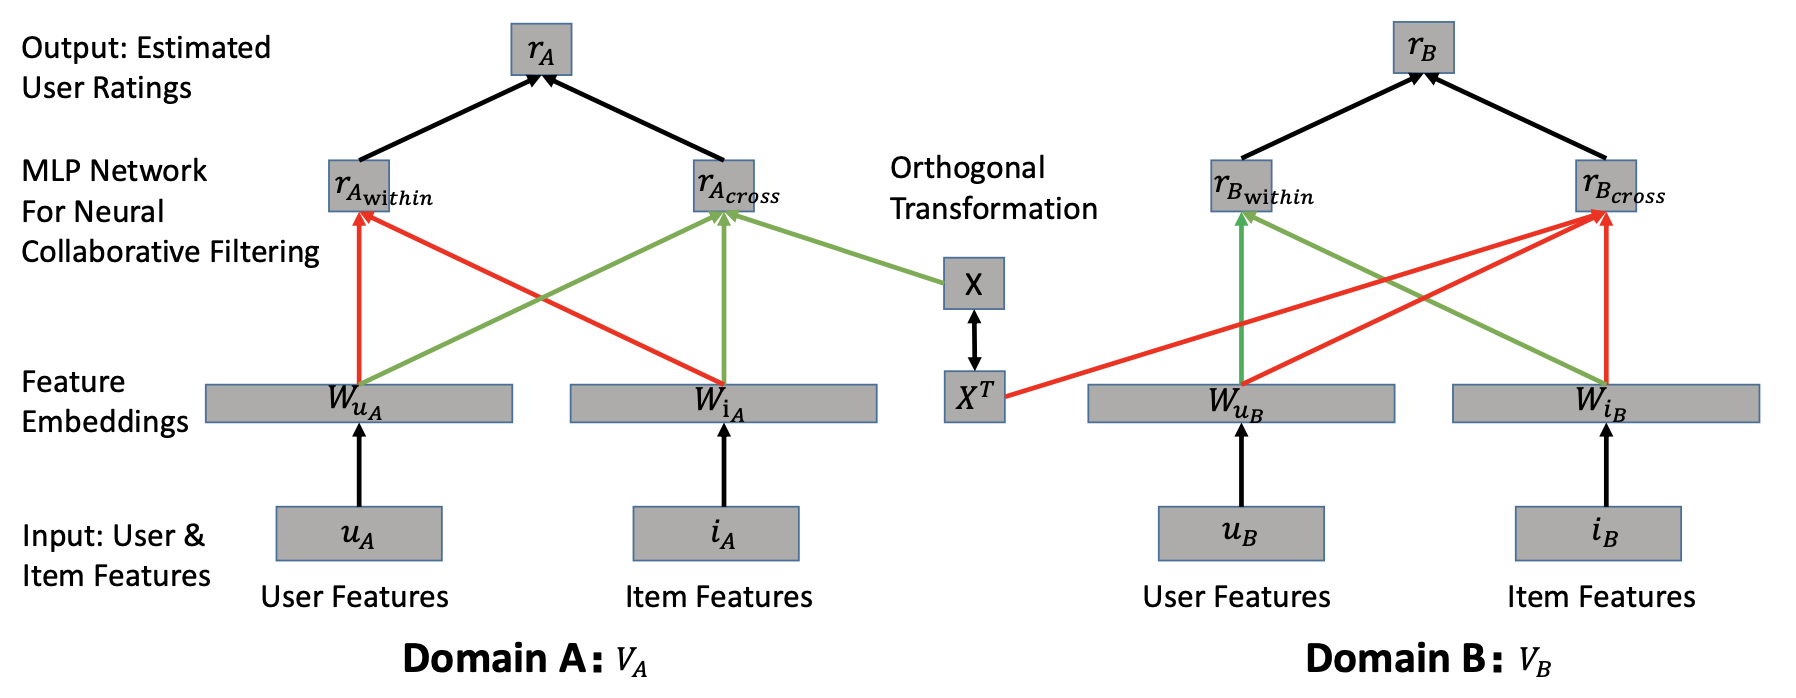 Output: Estimated
User Ratings
r_A
r_B
MLP Network
For Neural
Collaborative Filtering
r_{A_{within}}
r_{A_{cross}}
Orthogonal
Transformation
r_{B_{within}}
r_{B_{cross}}
X
X^T
Feature
Embeddings
W_{u_A}
W_{i_A}
W_{u_B}
W_{i_B}
Input: User &
Item Features
u_A
i_A
u_B
i_B
User Features
Item Features
User Features
Item Features
Domain A: V_A
Domain B: V_B